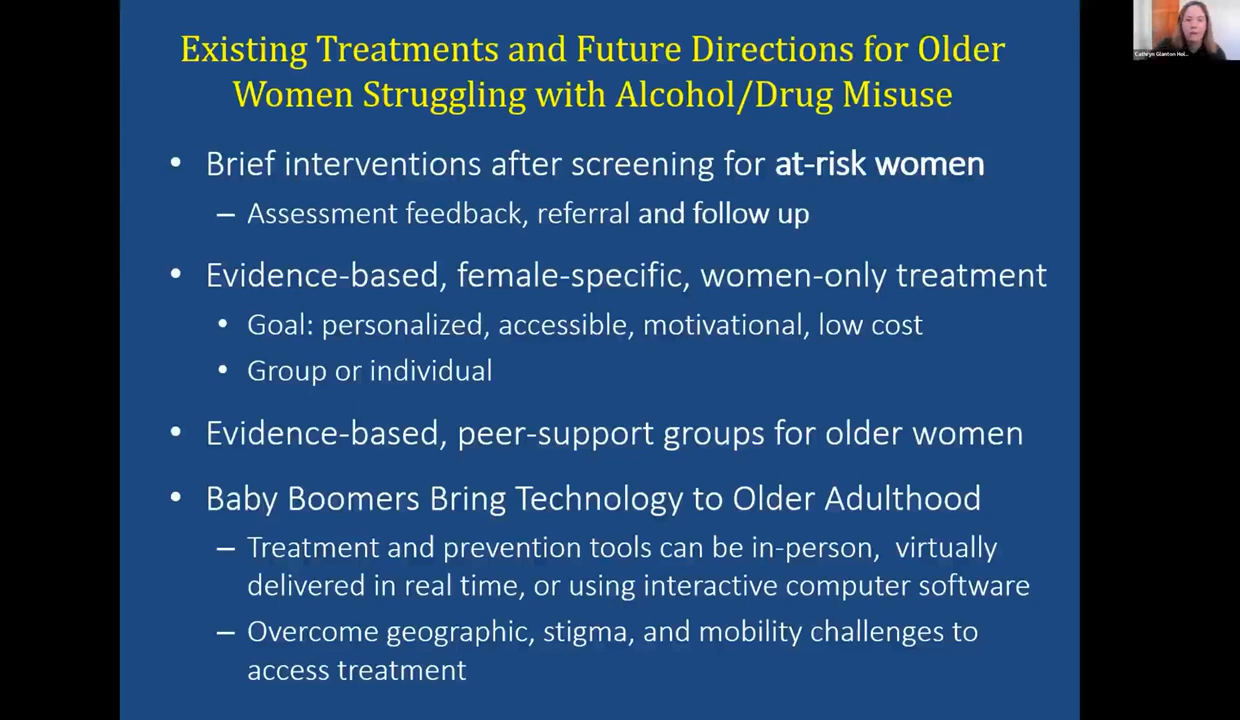 Existing Treatments and Future Directions for Older
Women Struggling with Alcohol/Drug Misuse
• Brief interventions after screening for at-risk women
– Assessment feedback, referral and follow up
• Evidence-based, female-specific, women-only treatment
• Goal: personalized, accessible, motivational, low cost
• Group or individual
• Evidence-based, peer-support groups for older women
• Baby Boomers Bring Technology to Older Adulthood
– Treatment and prevention tools can be in-person, virtually
delivered in real time, or using interactive computer software
– Overcome geographic, stigma, and mobility challenges to
access treatment
Cathryn Glanton Hol...